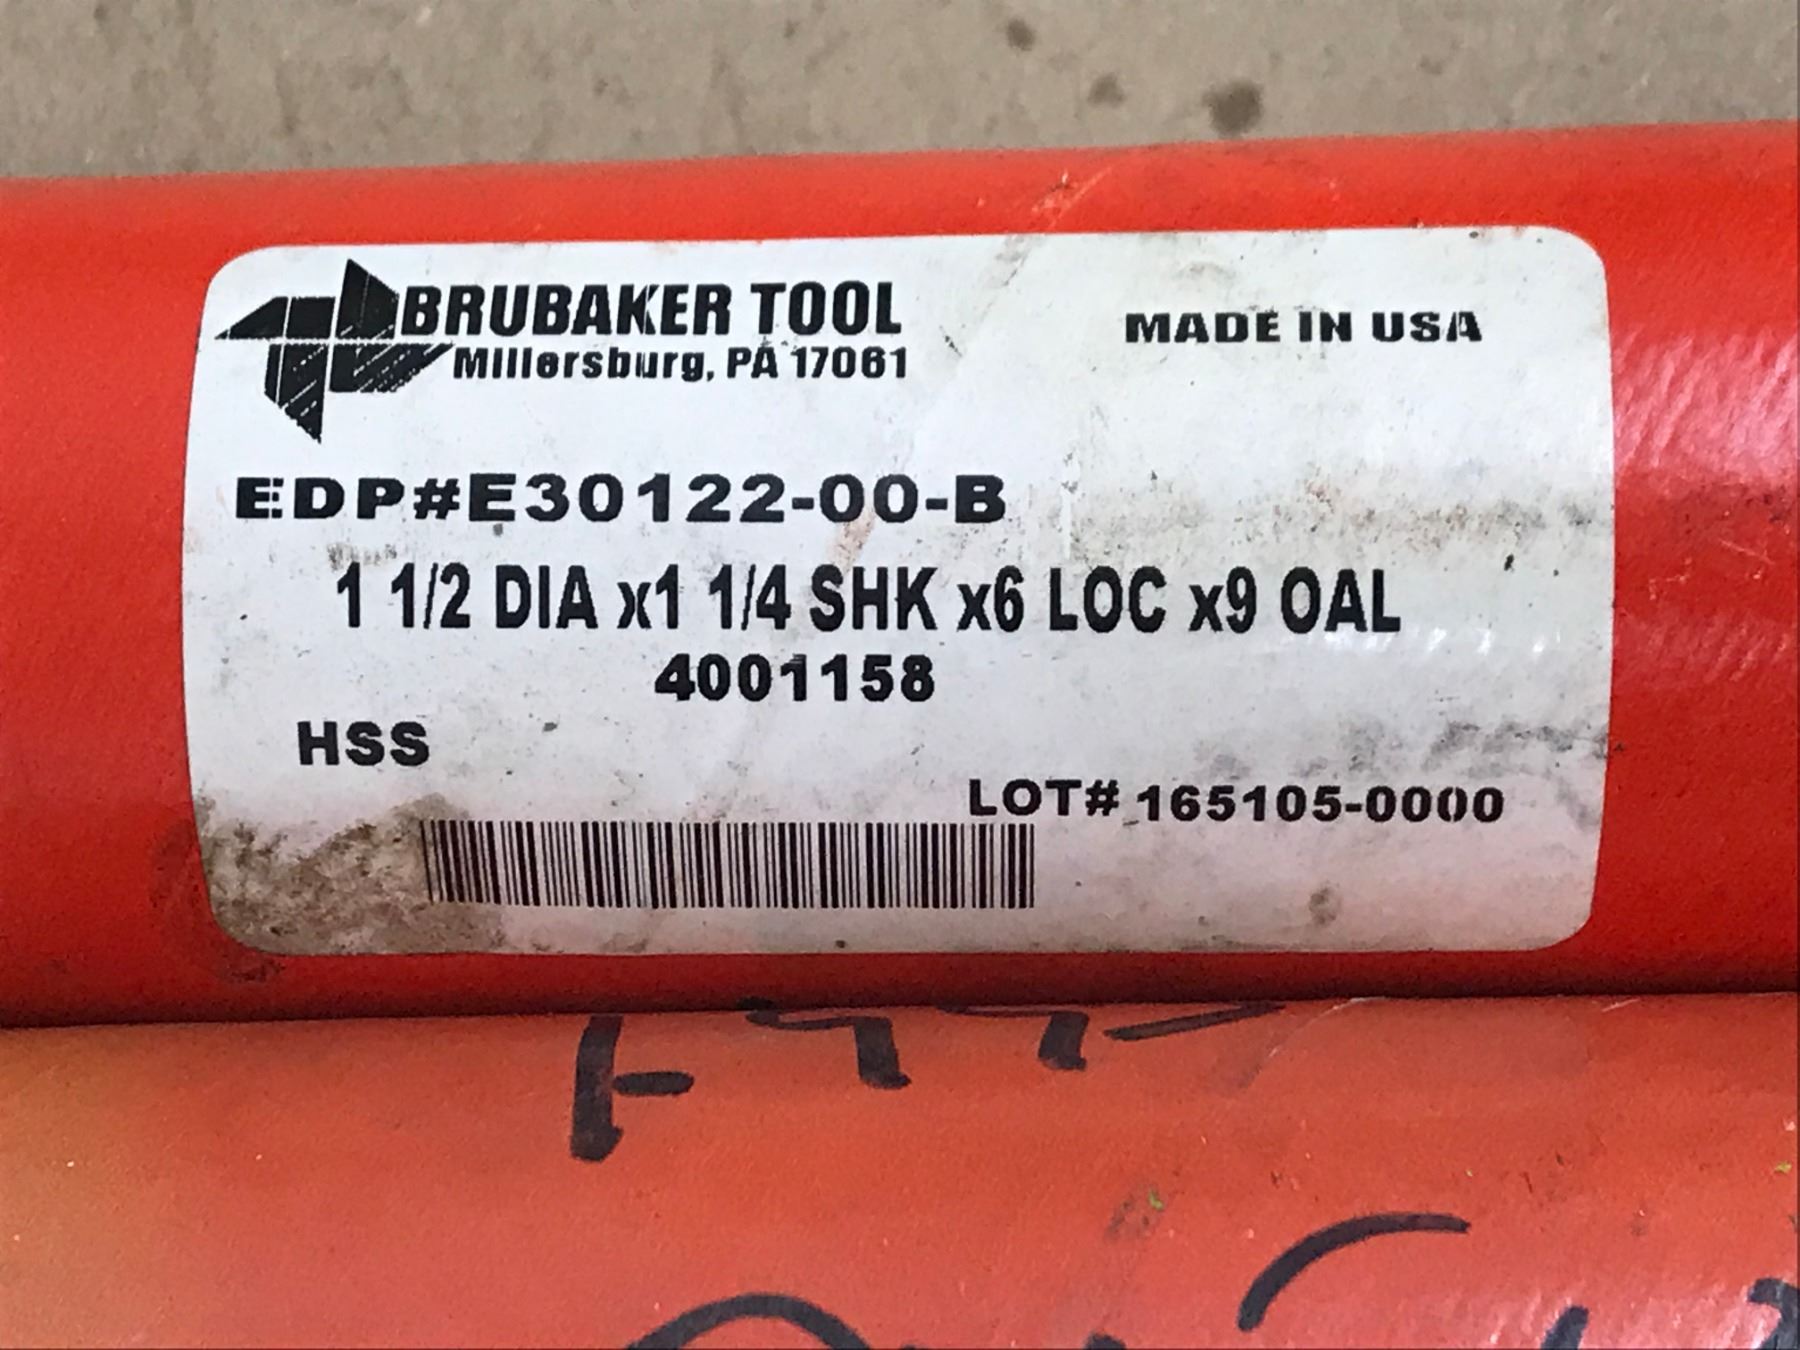 BRUBAKER TOOL
Millersburg, PA 17061
MADE IN USA
EDP#E30122-00-B
1 1/2 DIA x1 1/4 SHK x6 LOC x9 OAL
4001158
HSS
LOT# 165105-0000